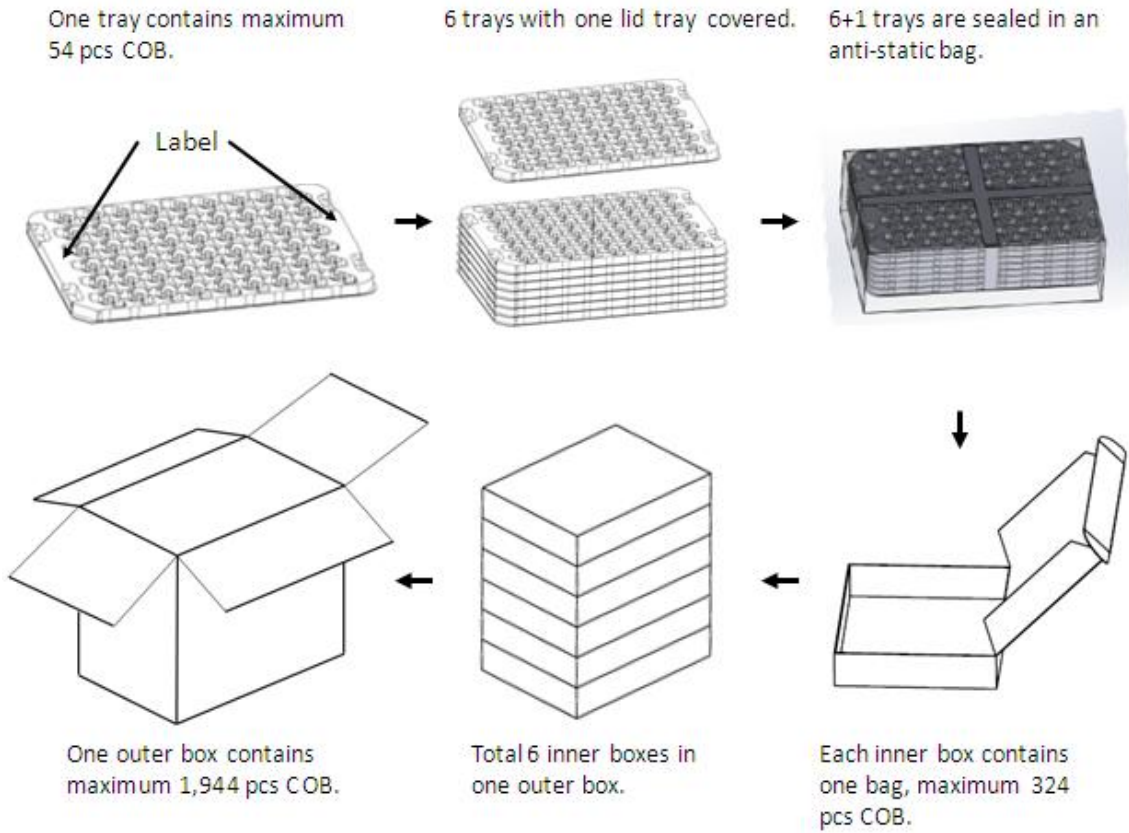 One tray contains maximum
54 pcs COB.
6 trays with one lid tray covered.
6+1 trays are sealed in an
anti-static bag.
Label
One outer box contains
maximum 1,944 pcs COB.
Total 6 inner boxes in
one outer box.
Each inner box contains
one bag, maximum 324
pcs COB.